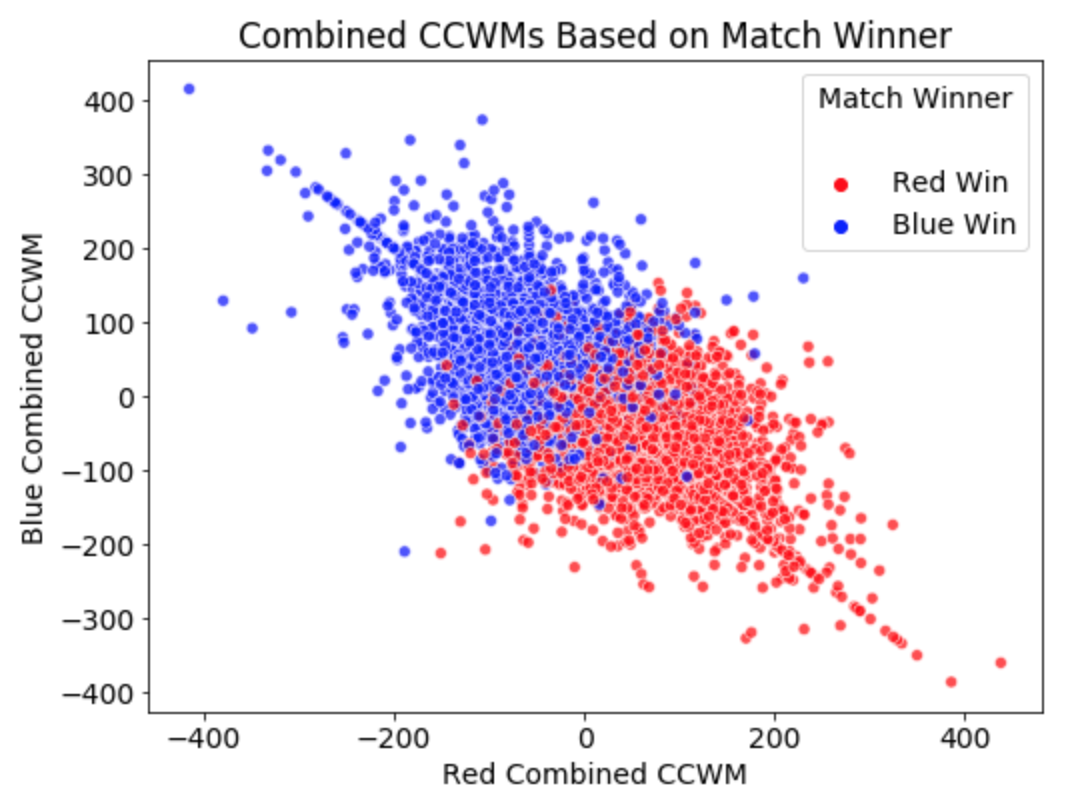 Combined CCWMs Based on Match Winner
Match Winner
Red Win
Blue Win
Blue Combined CCWM
400
300
200
100
0
−100
−200
−300
−400
−400 −200 0 200 400
Red Combined CCWM